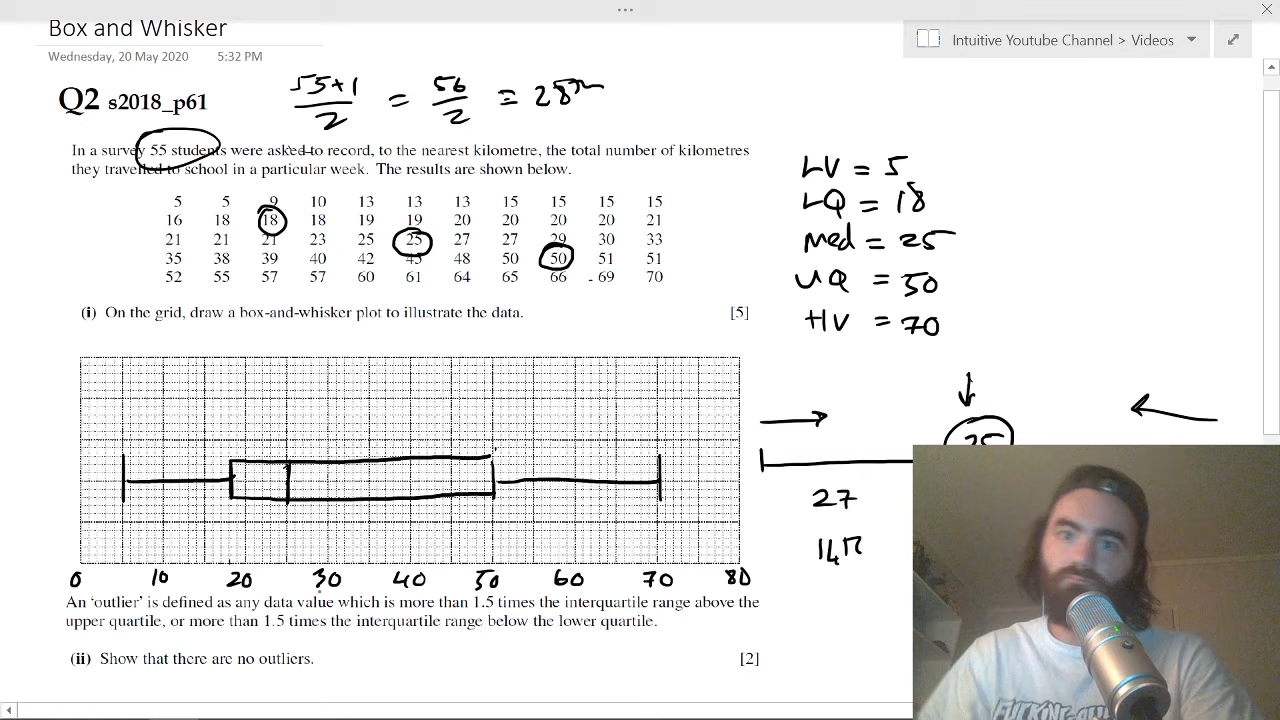 Box and Whisker
Wednesday, 20 May 2020 5:32 PM
Intuitive Youtube Channel > Videos
Q2 s2018_p61
55+1 / 2 = 56 / 2 = 28th
In a survey 55 students were asked to record, to the nearest kilometre, the total number of kilometres
they travelled to school in a particular week. The results are shown below.
5 5 9 10 13 13 13 15 15 15 15
16 18 18 18 19 19 20 20 20 20 21
21 21 21 23 25 25 27 27 29 30 33
35 38 39 40 42 45 48 50 50 51 51
52 55 57 57 60 61 64 65 66 69 70
LV = 5
LQ = 18
med = 25
UQ = 50
HV = 70
(i) On the grid, draw a box-and-whisker plot to illustrate the data. [5]
25
27
14th
0 10 20 30 40 50 60 70 80
An ‘outlier’ is defined as any data value which is more than 1.5 times the interquartile range above the
upper quartile, or more than 1.5 times the interquartile range below the lower quartile.
(ii) Show that there are no outliers. [2]